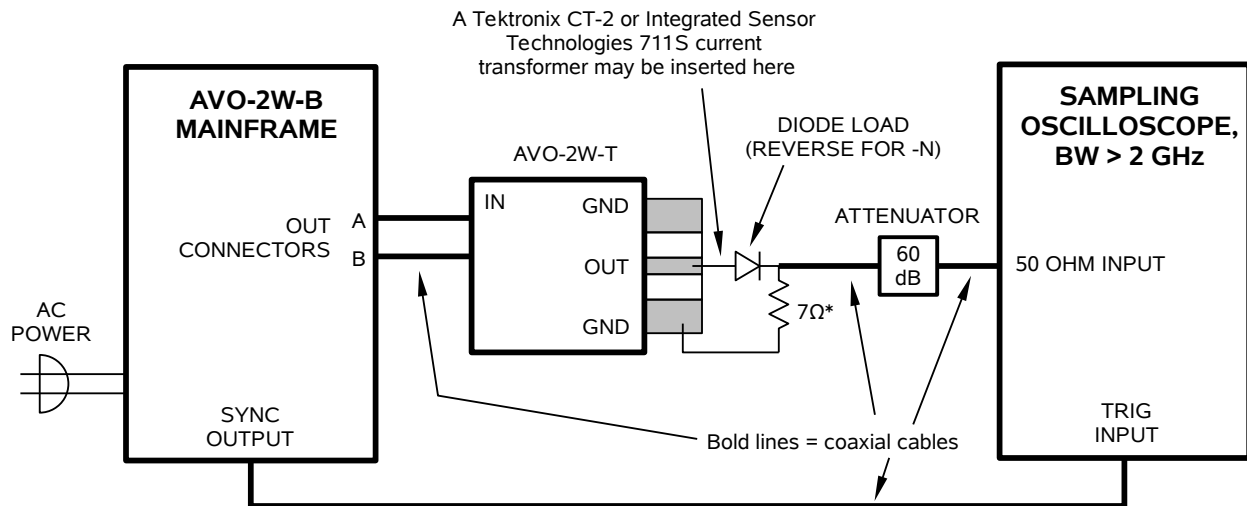 A Tektronix CT-2 or Integrated Sensor
Technologies 711S current
transformer may be inserted here
AVO-2W-B
MAINFRAME
SAMPLING
OSCILLOSCOPE,
BW > 2 GHz
DIODE LOAD
(REVERSE FOR -N)
AVO-2W-T
IN
GND
OUT
CONNECTORS
A
B
OUT
GND
ATTENUATOR
60
dB
50 OHM INPUT
7Ω*
AC
POWER
SYNC
OUTPUT
Bold lines = coaxial cables
TRIG
INPUT